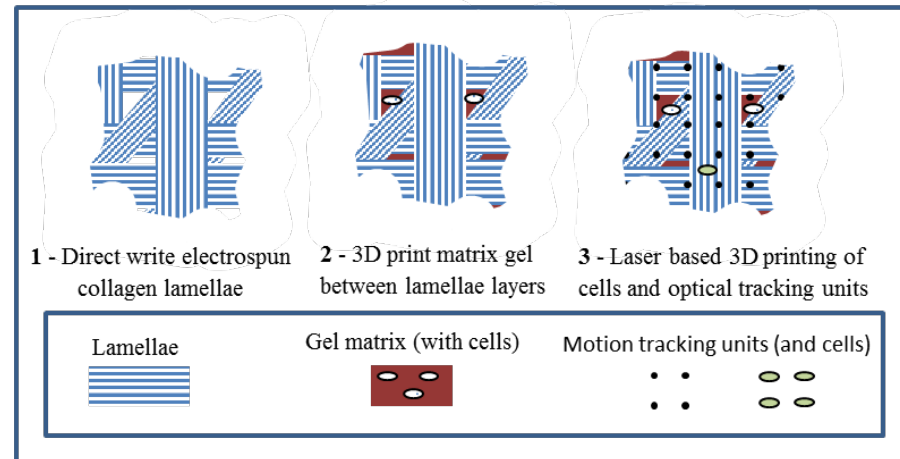 1 - Direct write electrospun
collagen lamellae
2 - 3D print matrix gel
between lamellae layers
3 - Laser based 3D printing of
cells and optical tracking units
Lamellae
Gel matrix (with cells)
Motion tracking units (and cells)